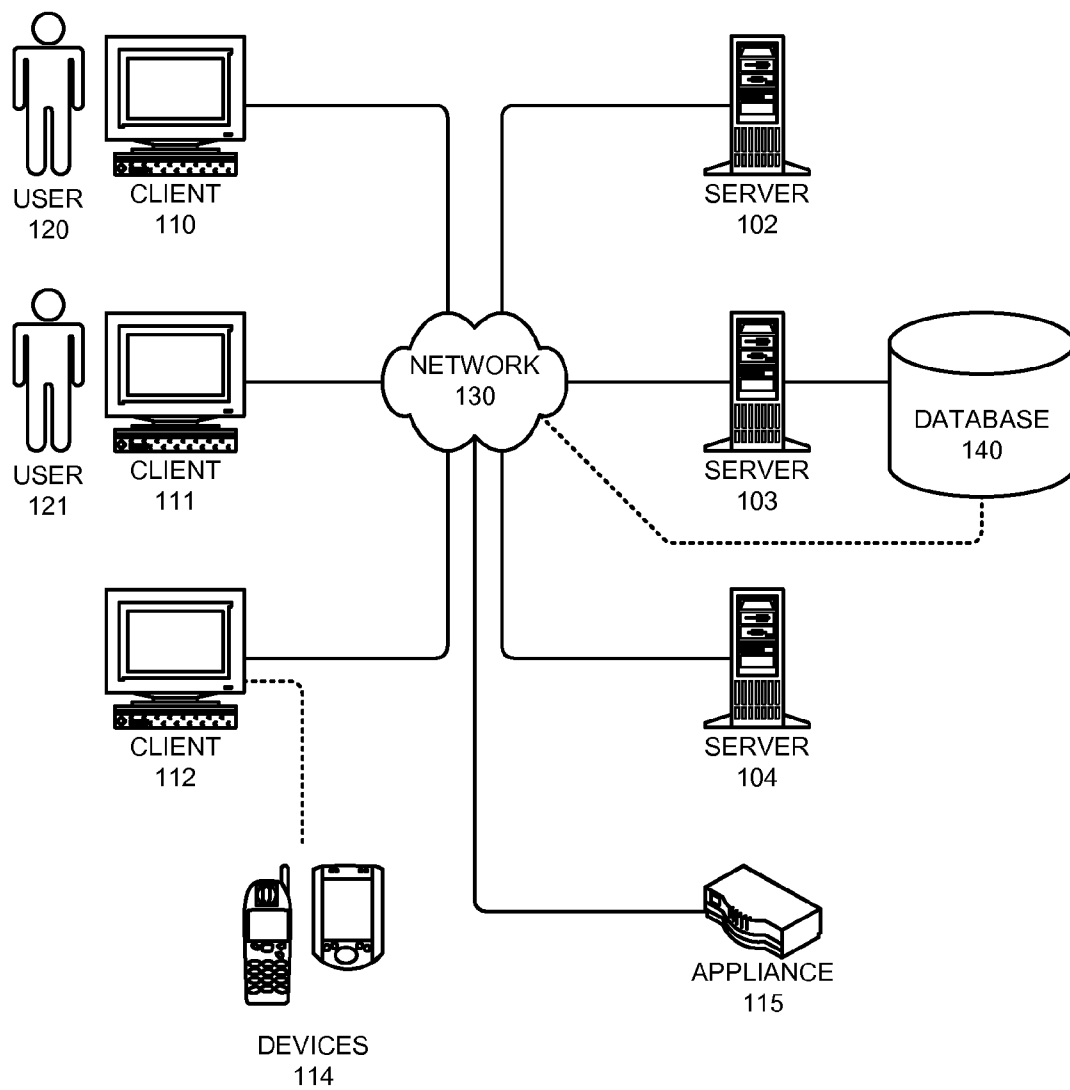 USER
120
CLIENT
110
SERVER
102
USER
121
CLIENT
111
NETWORK
130
SERVER
103
DATABASE
140
CLIENT
112
SERVER
104
DEVICES
114
APPLIANCE
115